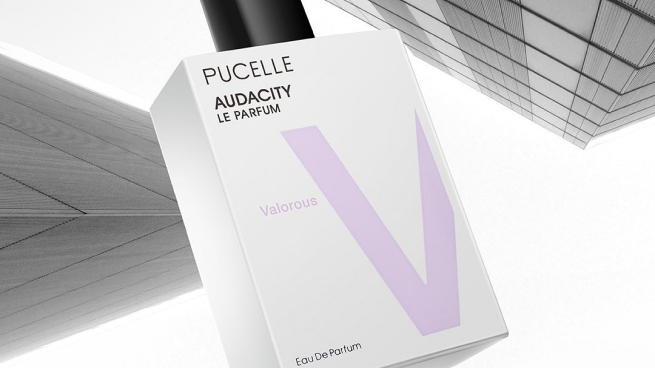 PUCELLE
AUDACITY
LE PARFUM
V
Valorous
Eau De Parfum